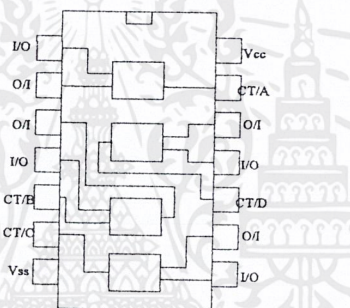 I/O
O/I
O/I
I/O
CT/B
CT/C
Vss
Vcc
CT/A
O/I
I/O
CT/D
O/I
I/O